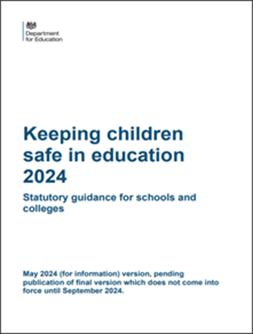 Department
for Education
Keeping children
safe in education
2024
Statutory guidance for schools and
colleges
May 2024 (for information) version, pending
publication of final version which does not come into
force until September 2024.